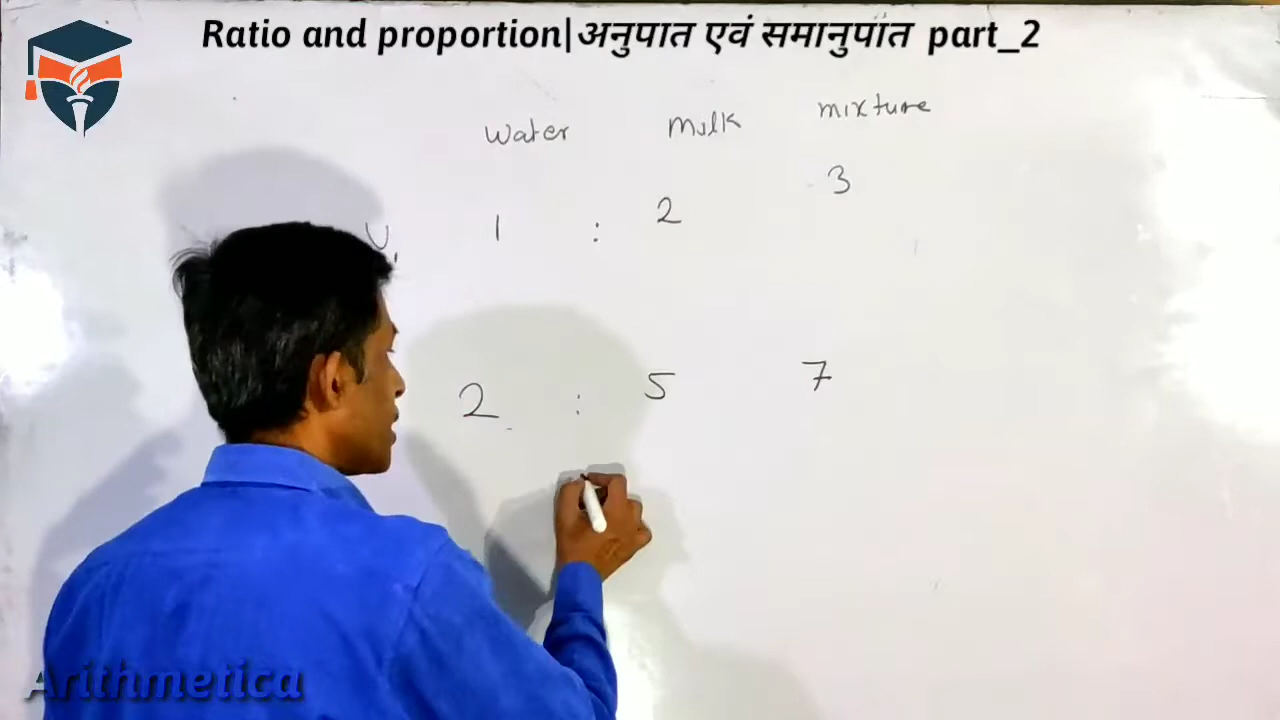 Ratio and proportion|अनुपात एवं समानुपात part_2
water milk mixture
V. 1 : 2 3
2 : 5 7
Arithmetica